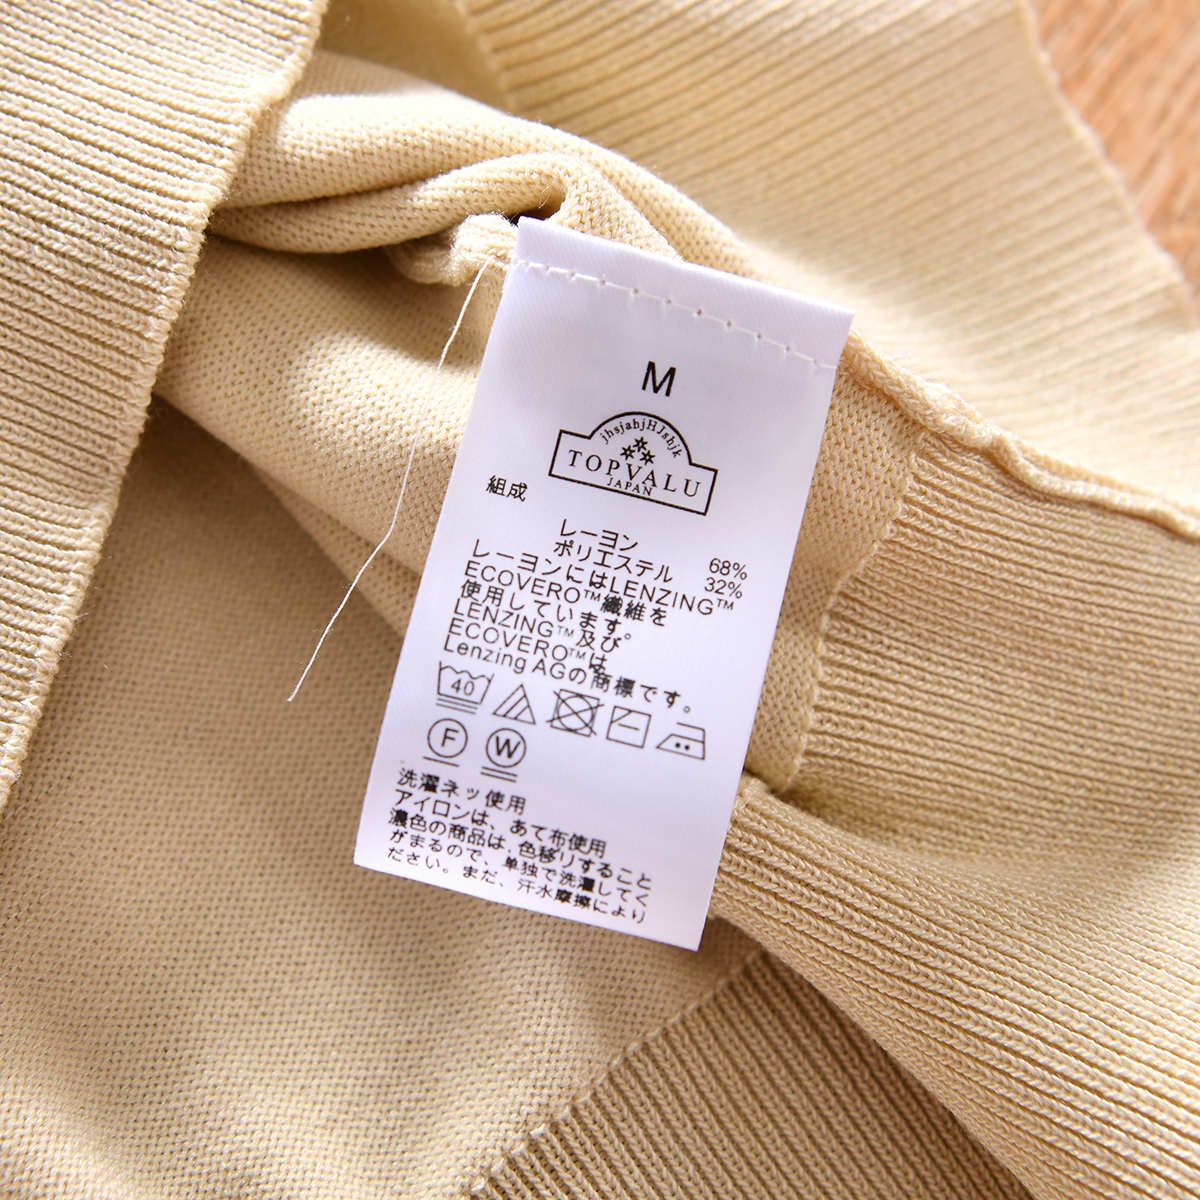 M
jhsjahjHJshjk
TOPVALU
JAPAN
組成
レーヨン 68%
ポリエステル 32%
レーヨンにはLENZING™
ECOVERO™繊維を
使用しています。
LENZING™及び
ECOVERO™は
Lenzing AGの商標です。
40
F W
洗濯ネッ使用
アイロンは、あて布使用
濃色の商品は、色移りすること
がまるので、単独で洗濯してく
ださい。まだ、汗水摩擦により